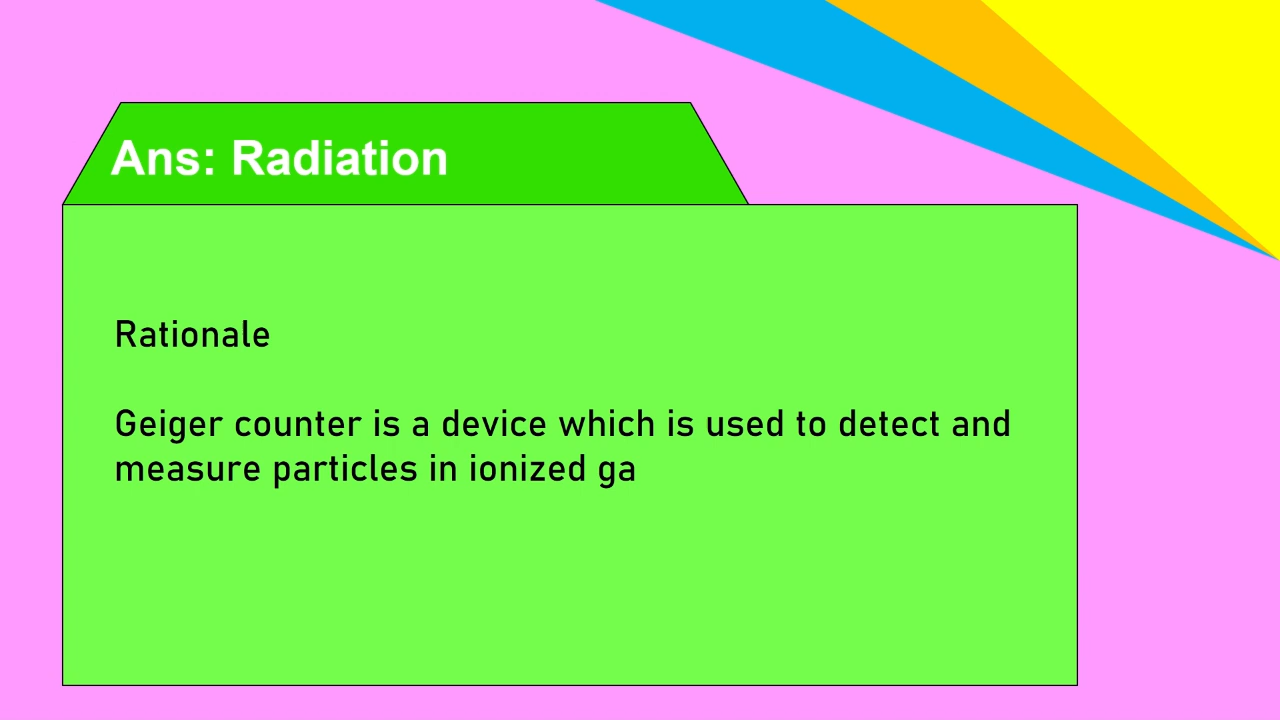 Ans: Radiation
Rationale
Geiger counter is a device which is used to detect and
measure particles in ionized ga